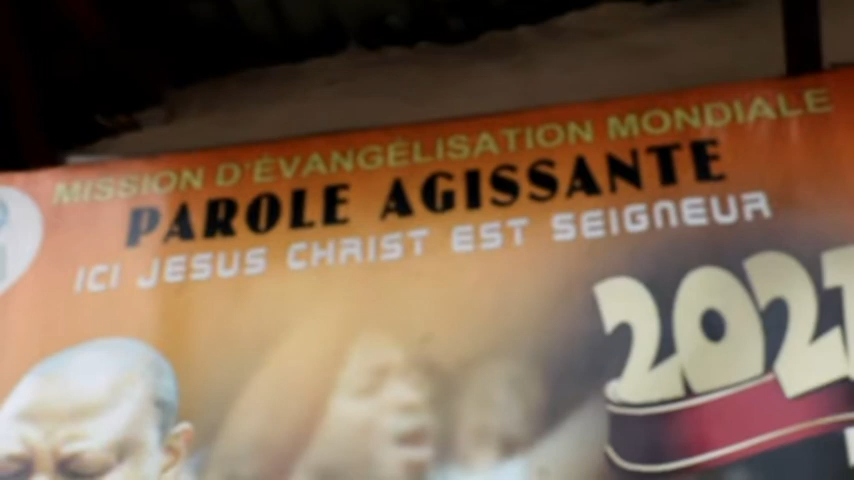 MISSION D'ÉVANGÉLISATION MONDIALE
PAROLE AGISSANTE
ICI JESUS CHRIST EST SEIGNEUR